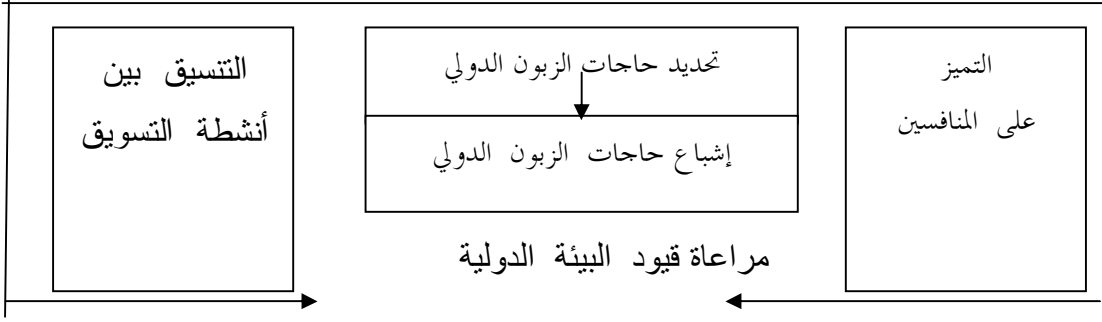 التميز
على المنافسين
تحديد حاجات الزبون الدولي
إشباع حاجات الزبون الدولي
التنسيق بين
أنشطة التسويق
مراعاة قيود البيئة الدولية